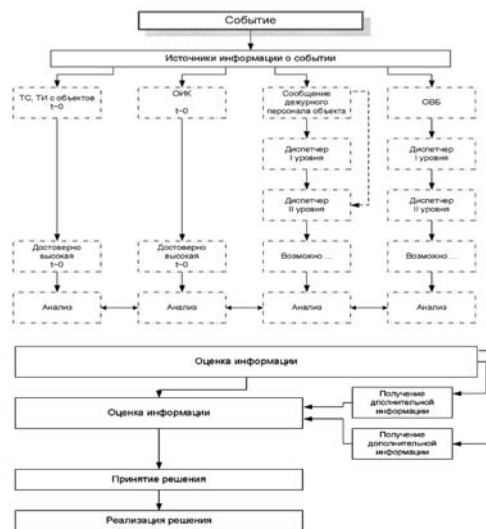 Событие
Источники информации о событии
ТС, ТИ с объектов
t~0
ОИК
t~0
Сообщение
дежурного
персонала объекта
ОВБ
Диспетчер
I уровня
Диспетчер
I уровня
Диспетчер
II уровня
Диспетчер
II уровня
Достоверно
высокая
t~0
Достоверно
высокая
t~0
Возможно ...
Возможно ...
Анализ
Анализ
Анализ
Анализ
Оценка информации
Получение
дополнительной
информации
Оценка информации
Получение
дополнительной
информации
Принятие решения
Реализация решения